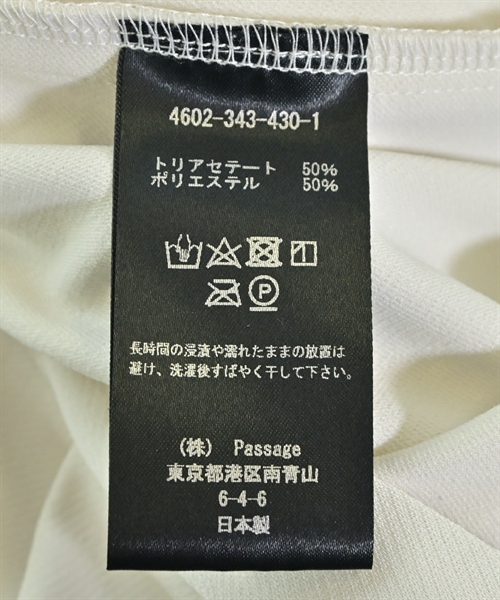 4602-343-430-1
トリアセテート 50%
ポリエステル 50%
P
長時間の浸漬や濡れたままの放置は
避け、洗濯後すばやく干して下さい。
(株) Passage
東京都港区南青山
6-4-6
日本製